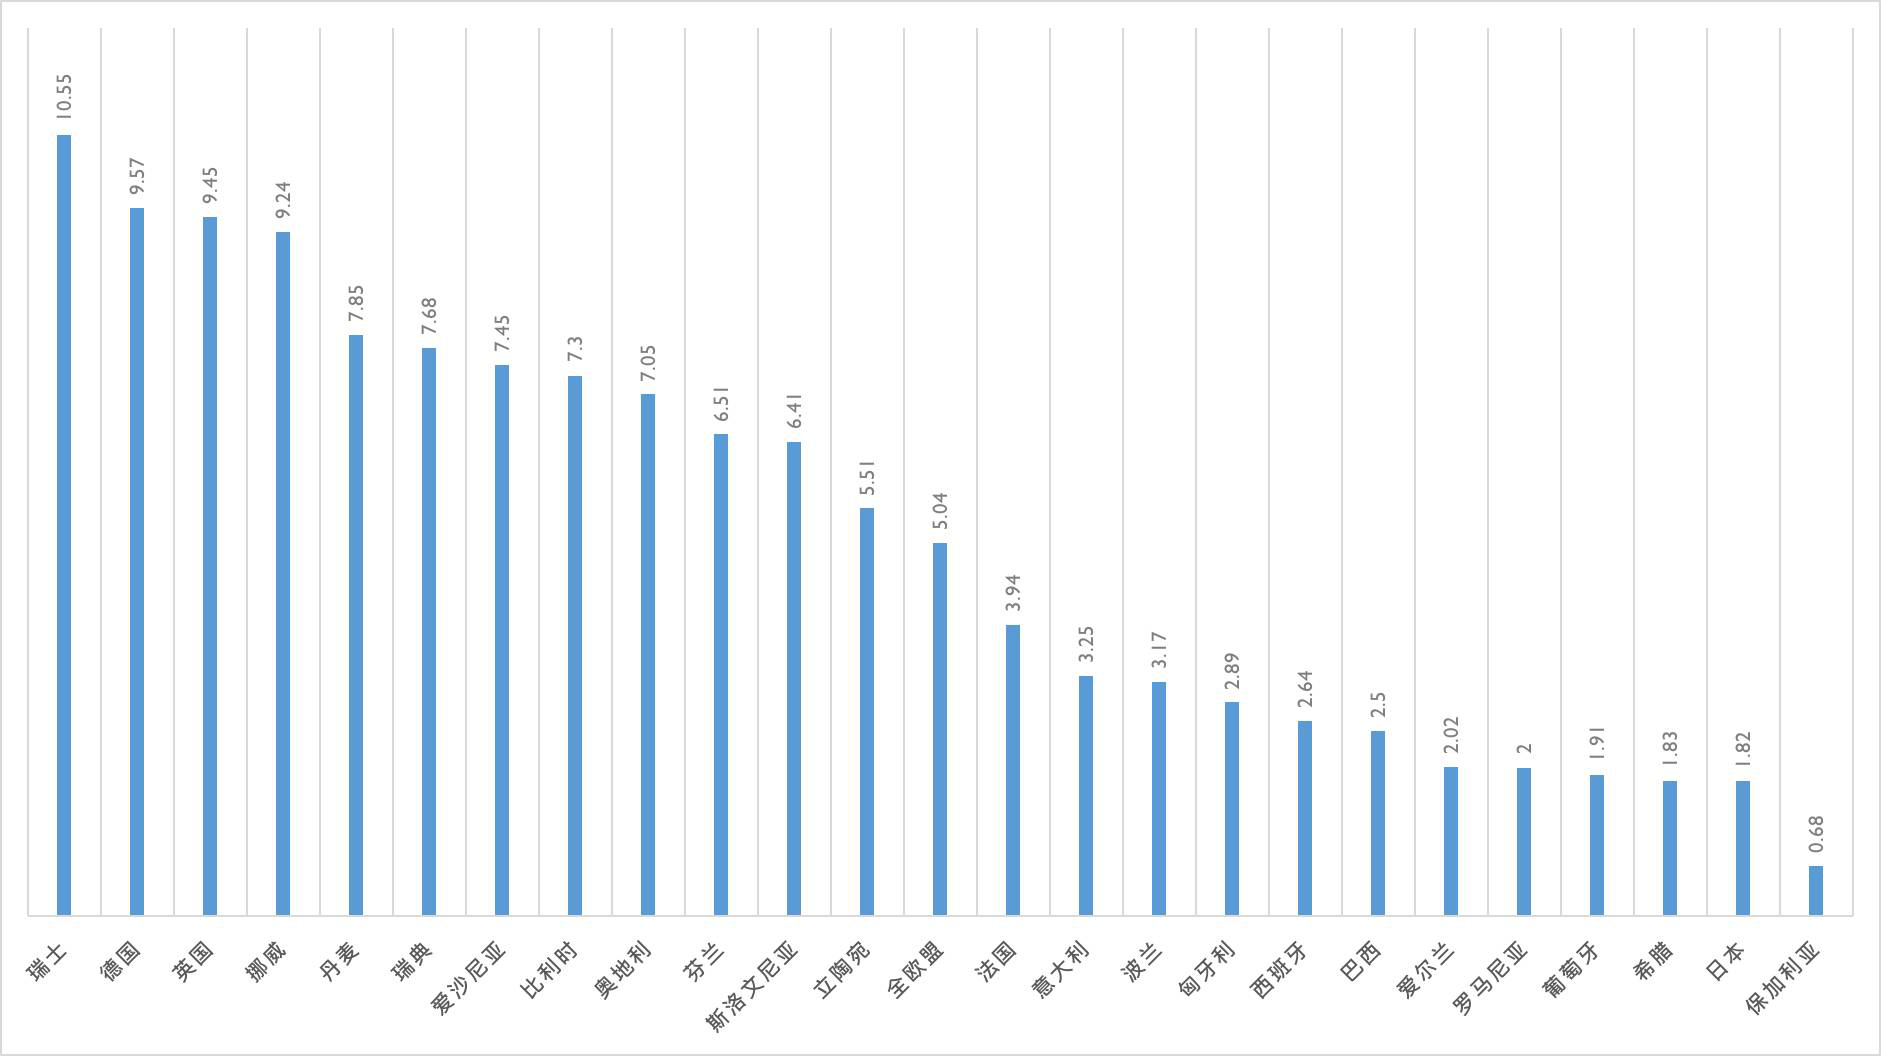 10.55
9.57
9.45
9.24
7.85
7.68
7.45
7.3
7.05
6.51
6.41
5.51
5.04
3.94
3.25
3.17
2.89
2.64
2.5
2.02
2
1.91
1.83
1.82
0.68
瑞士
德国
英国
挪威
丹麦
瑞典
爱沙尼亚
比利时
奥地利
芬兰
斯洛文尼亚
立陶宛
全欧盟
法国
意大利
波兰
匈牙利
西班牙
巴西
爱尔兰
罗马尼亚
葡萄牙
希腊
日本
保加利亚